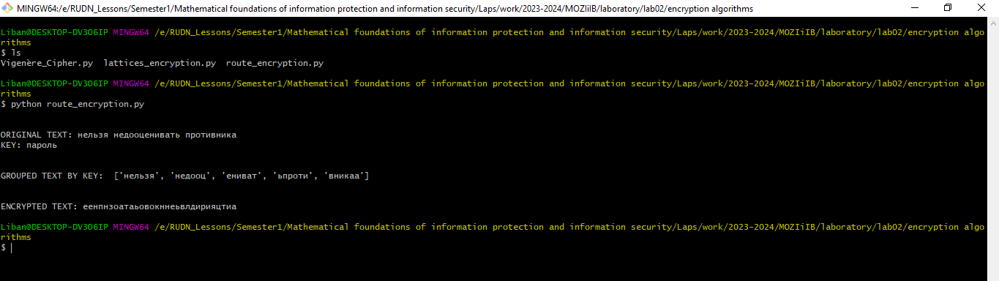 MINGW64:/e/RUDN_Lessons/Semester1/Mathematical foundations of information protection and information security/Laps/work/2023-2024/MOZIiIB/laboratory/lab02/encryption algorithms
Liban@DESKTOP-DV3O6IP MINGW64 /e/RUDN_Lessons/Semester1/Mathematical foundations of information protection and information security/Laps/work/2023-2024/MOZIiIB/laboratory/lab02/encryption algo
rithms
$ ls
Vigenère_Cipher.py  lattices_encryption.py  route_encryption.py
Liban@DESKTOP-DV3O6IP MINGW64 /e/RUDN_Lessons/Semester1/Mathematical foundations of information protection and information security/Laps/work/2023-2024/MOZIiIB/laboratory/lab02/encryption algo
rithms
$ python route_encryption.py
ORIGINAL TEXT: нельзя недооценивать противника
KEY: пароль
GROUPED TEXT BY KEY:  ['нельзя', 'недооц', 'ениват', 'ьпроти', 'вникаа']
ENCRYPTED TEXT: еенпнзоатаьовокннеьвлдирияцтиа
Liban@DESKTOP-DV3O6IP MINGW64 /e/RUDN_Lessons/Semester1/Mathematical foundations of information protection and information security/Laps/work/2023-2024/MOZIiIB/laboratory/lab02/encryption algo
rithms
$